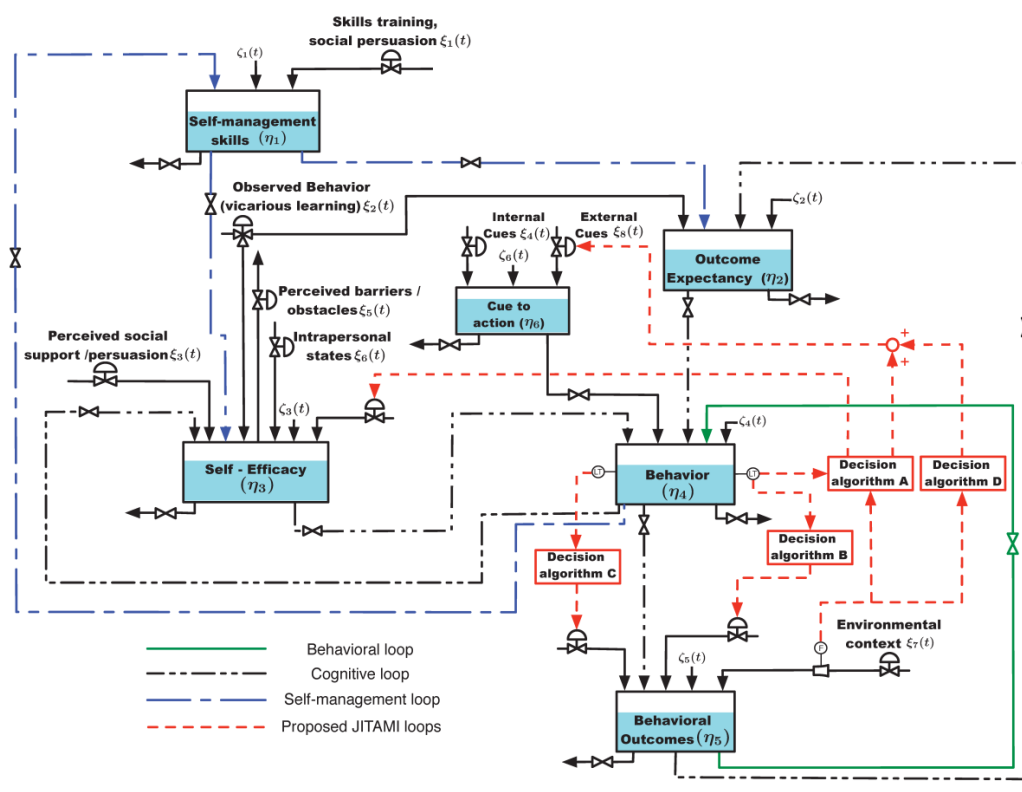 Skills training,
social persuasion ξ₁(t)
ζ₁(t)
Self-management
skills (η₁)
Observed Behavior
(vicarious learning) ξ₂(t)
Internal
Cues ξ₄(t)
External
Cues ξ₈(t)
ζ₂(t)
ζ₆(t)
Outcome
Expectancy (η₂)
Perceived barriers /
obstacles ξ₅(t)
Cue to
action (η₆)
Perceived social
support /persuasion ξ₃(t)
Intrapersonal
states ξ₆(t)
+
+
ζ₃(t)
ζ₄(t)
Self - Efficacy
(η₃)
LT
Behavior
(η₄)
LT
Decision
algorithm A
Decision
algorithm D
Decision
algorithm C
Decision
algorithm B
Environmental
context ξ₇(t)
F
ζ₅(t)
Behavioral
Outcomes (η₅)
Behavioral loop
Cognitive loop
Self-management loop
Proposed JITAMI loops